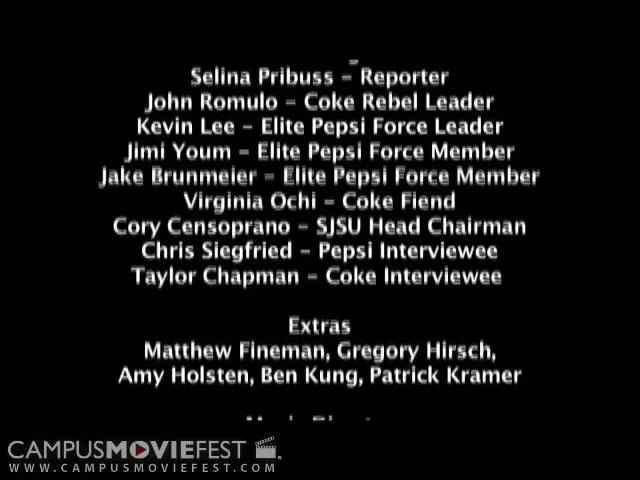 Selina Pribuss – Reporter
John Romulo – Coke Rebel Leader
Kevin Lee – Elite Pepsi Force Leader
Jimi Youm – Elite Pepsi Force Member
Jake Brunmeier – Elite Pepsi Force Member
Virginia Ochi – Coke Fiend
Cory Censoprano – SJSU Head Chairman
Chris Siegfried – Pepsi Interviewee
Taylor Chapman – Coke Interviewee
Extras
Matthew Fineman, Gregory Hirsch,
Amy Holsten, Ben Kung, Patrick Kramer
CAMPUSMOVIEFEST
WWW.CAMPUSMOVIEFEST.COM